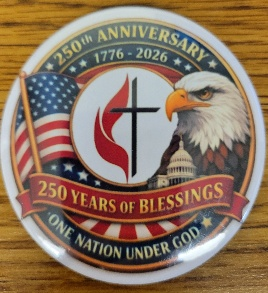 250th ANNIVERSARY
1776 - 2026
250 YEARS OF BLESSINGS
ONE NATION UNDER GOD